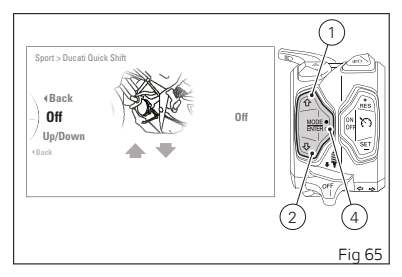 Sport > Ducati Quick Shift
◂Back
Off
Up/Down
◂Back
Off
1
2
4
RES
ON
OFF
SET
MODE
ENTER
OFF
Fig 65